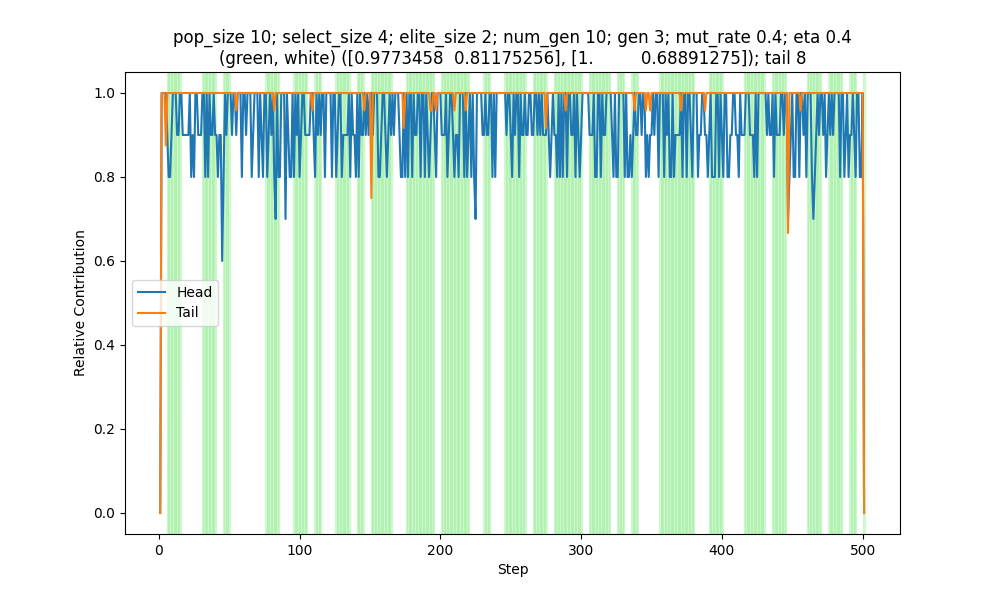 pop_size 10; select_size 4; elite_size 2; num_gen 10; gen 3; mut_rate 0.4; eta 0.4
(green, white) ([0.9773458  0.81175256], [1.         0.68891275]); tail 8
1.0
0.8
0.6
0.4
0.2
0.0
Relative Contribution
Head
Tail
0
100
200
300
400
500
Step